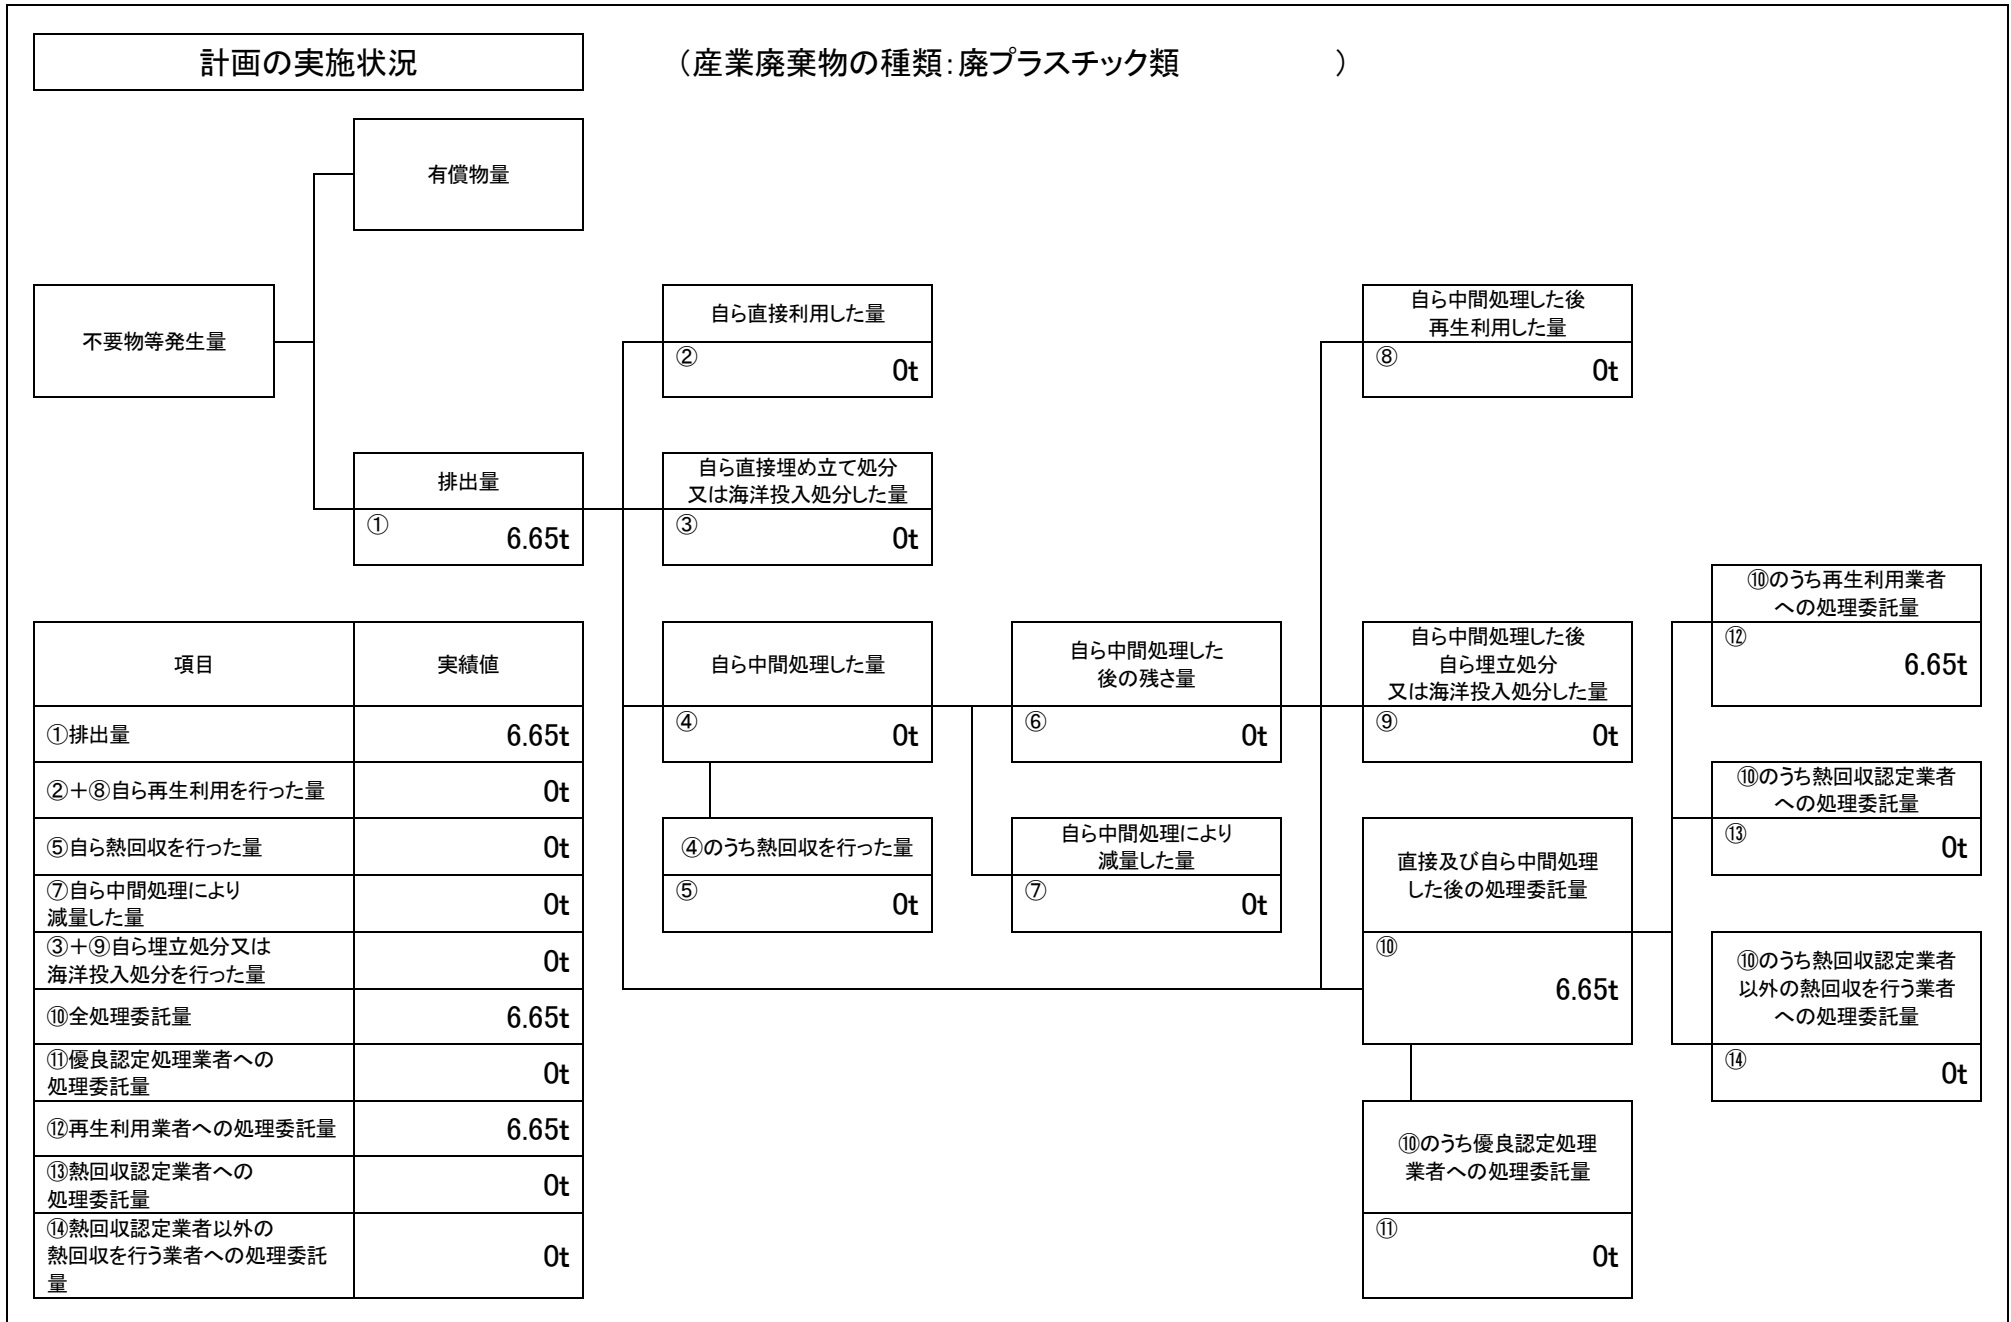 計画の実施状況
（産業廃棄物の種類：廃プラスチック類　　　　　）
有償物量
不要物等発生量
自ら直接利用した量
②
0t
自ら中間処理した後
再生利用した量
⑧
0t
排出量
①
6.65t
自ら直接埋め立て処分
又は海洋投入処分した量
③
0t
自ら中間処理した量
④
0t
自ら中間処理した
後の残さ量
⑥
0t
自ら中間処理した後
自ら埋立処分
又は海洋投入処分した量
⑨
0t
⑩のうち再生利用業者
への処理委託量
⑫
6.65t
④のうち熱回収を行った量
⑤
0t
自ら中間処理により
減量した量
⑦
0t
直接及び自ら中間処理
した後の処理委託量
⑩
6.65t
⑩のうち熱回収認定業者
への処理委託量
⑬
0t
⑩のうち熱回収認定業者
以外の熱回収を行う業者
への処理委託量
⑭
0t
⑩のうち優良認定処理
業者への処理委託量
⑪
0t
項目 実績値
①排出量 6.65t
②＋⑧自ら再生利用を行った量 0t
⑤自ら熱回収を行った量 0t
⑦自ら中間処理により
減量した量 0t
③＋⑨自ら埋立処分又は
海洋投入処分を行った量 0t
⑩全処理委託量 6.65t
⑪優良認定処理業者への
処理委託量 0t
⑫再生利用業者への処理委託量 6.65t
⑬熱回収認定業者への
処理委託量 0t
⑭熱回収認定業者以外の
熱回収を行う業者への処理委託 0t
量